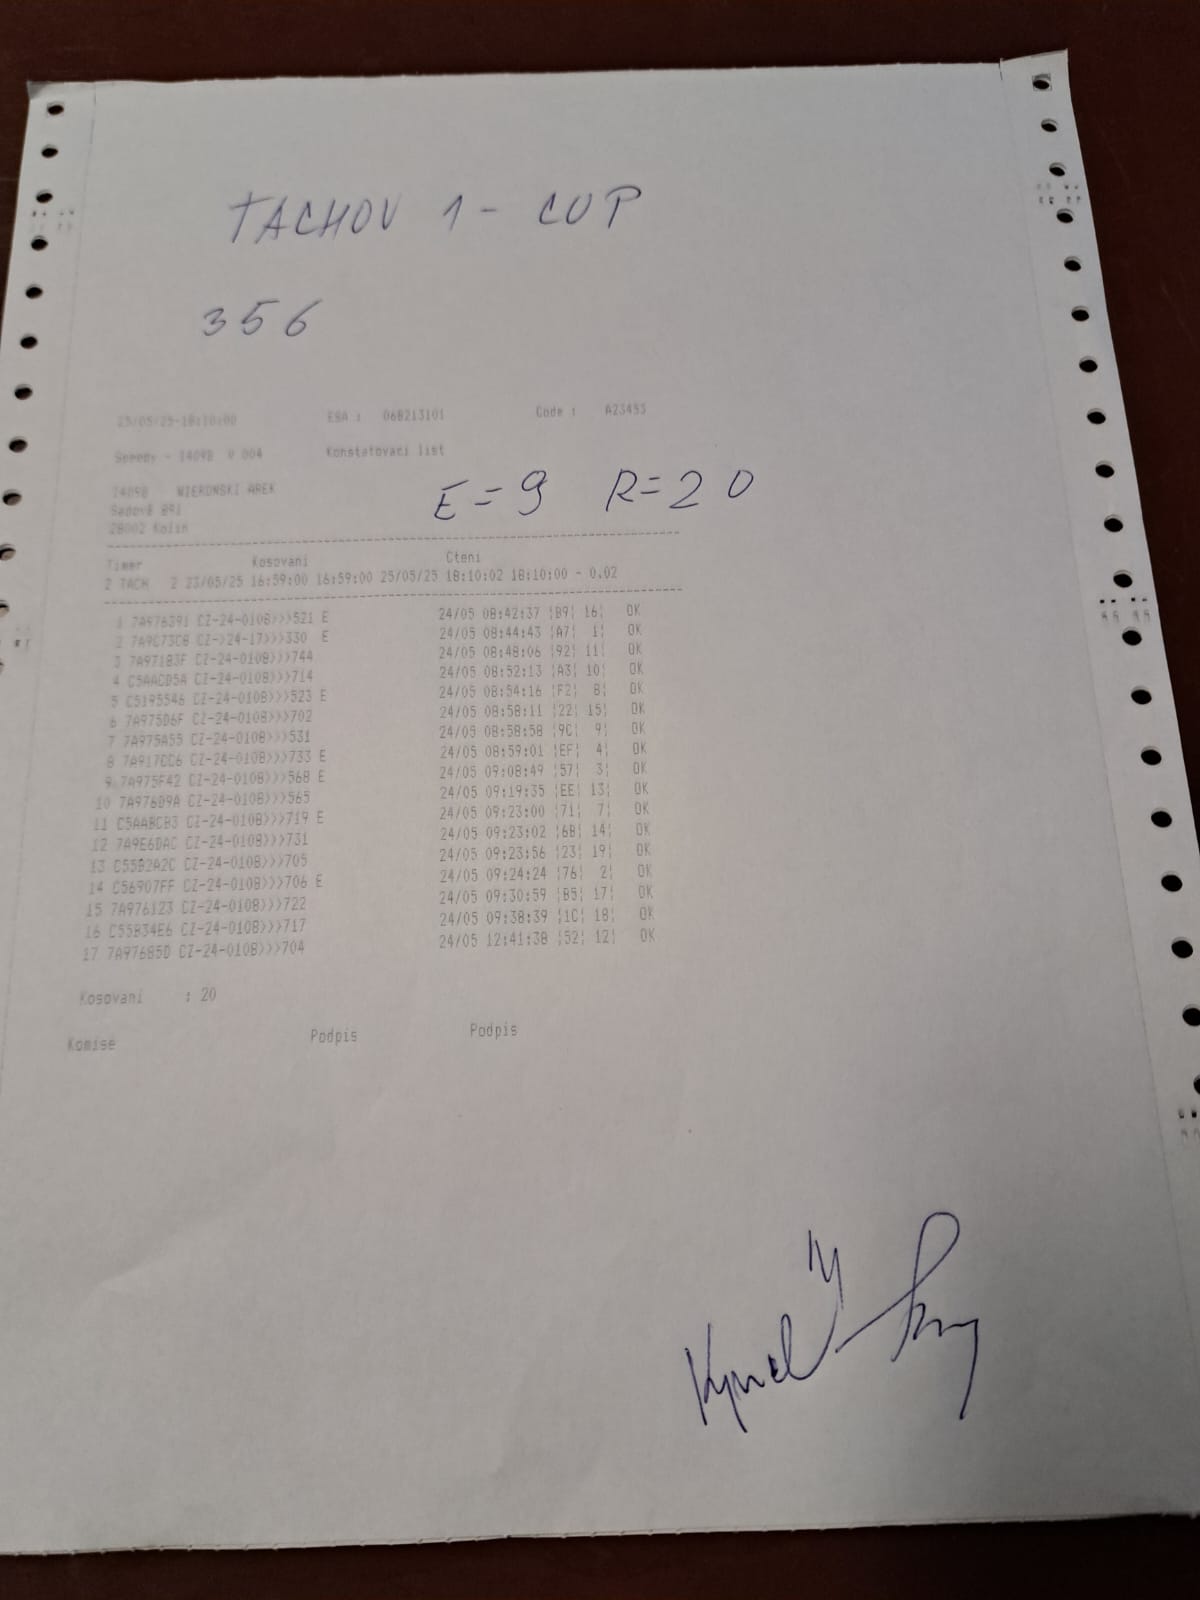 TACHOV 1 - CUP
356
25/05/25-18:10:00 ESA : 068213101 Code : A23453
Speedy - 14098 V 004 Konstatovaci list
14098 WIERONSKI AREK
E = 9 R = 20
Sadová 891
28002 Kolín
Timer Kosovani Cteni
2 TACH 2 23/05/25 16:59:00 16:59:00 25/05/25 18:10:02 18:10:00 - 0.02
1 7A976391 CZ-24-0108>>>521 E 24/05 08:42:37 |B9| 16| OK
2 7A9C73C8 CZ->24-17>>>330 E 24/05 08:44:43 |A7| 1| OK
3 7A97183F CZ-24-0108>>>744 24/05 08:48:06 |92| 11| OK
4 C5AACD5A CZ-24-0108>>>714 24/05 08:52:13 |A3| 10| OK
5 C5195546 CZ-24-0108>>>523 E 24/05 08:54:16 |F2| 8| OK
6 7A975D6F CZ-24-0108>>>702 24/05 08:58:11 |22| 15| OK
7 7A975A55 CZ-24-0108>>>531 24/05 08:58:58 |9C| 9| OK
8 7A917CC6 CZ-24-0108>>>733 E 24/05 08:59:01 |EF| 4| OK
9 7A975F42 CZ-24-0108>>>568 E 24/05 09:08:49 |57| 3| OK
10 7A976D9A CZ-24-0108>>>565 24/05 09:19:35 |EE| 13| OK
11 C5AABCB3 CZ-24-0108>>>719 E 24/05 09:23:00 |71| 7| OK
12 7A9E6DAC CZ-24-0108>>>731 24/05 09:23:02 |6B| 14| OK
13 C55B2A2C CZ-24-0108>>>705 24/05 09:23:56 |23| 19| OK
14 C56907FF CZ-24-0108>>>706 E 24/05 09:24:24 |76| 2| OK
15 7A976123 CZ-24-0108>>>722 24/05 09:30:59 |B5| 17| OK
16 C55B34E6 CZ-24-0108>>>717 24/05 09:38:39 |1C| 18| OK
17 7A97685D CZ-24-0108>>>704 24/05 12:41:38 |52| 12| OK
Kosovani : 20
Komise Podpis Podpis